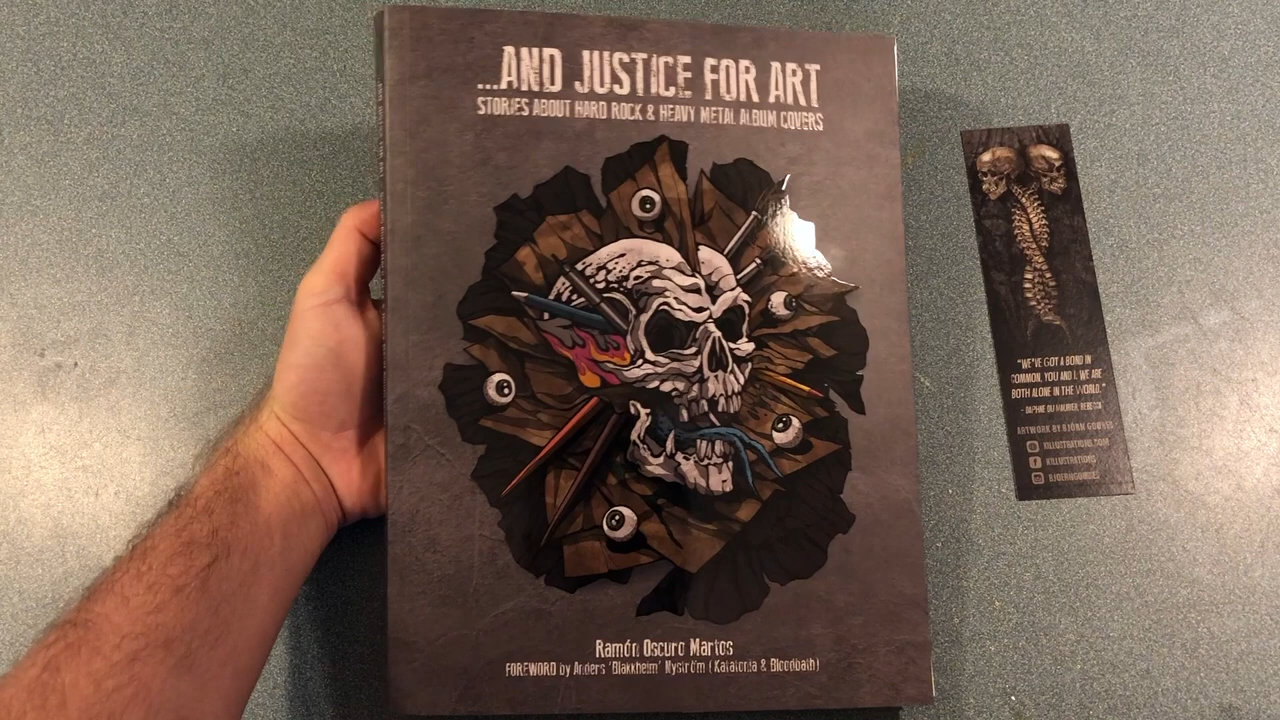 ...AND JUSTICE FOR ART
STORIES ABOUT HARD ROCK & HEAVY METAL ALBUM COVERS
Ramón Oscuro Martos
FOREWORD by Anders 'Blakkheim' Nyström (Katatonia & Bloodbath)
"WE'VE GOT A BOND IN
COMMON, YOU AND I. WE ARE
BOTH ALONE IN THE WORLD."
- DAPHNE DU MAURIER, REBECCA
ARTWORK BY BJÖRN GOOSSES
KILLUSTRATIONS.COM
KILLUSTRATIONS